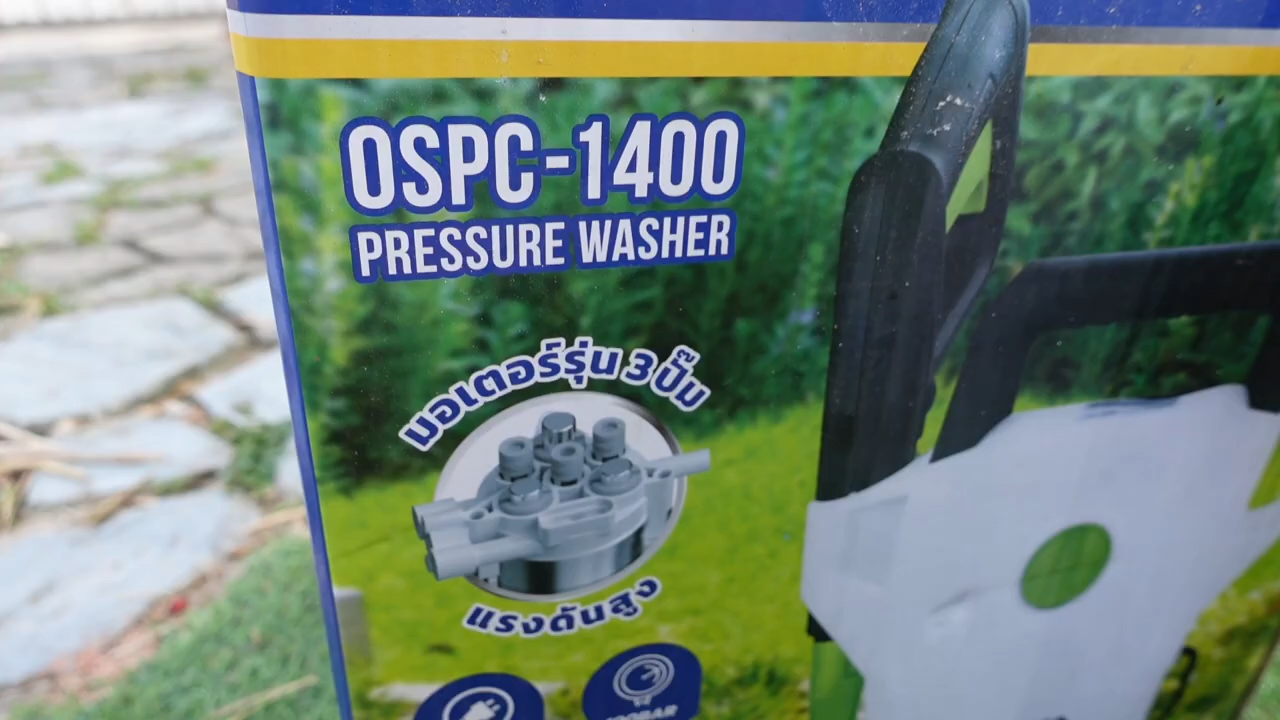 OSPC-1400
PRESSURE WASHER
มอเตอร์รุ่น 3 ปั๊ม
แรงดันสูง